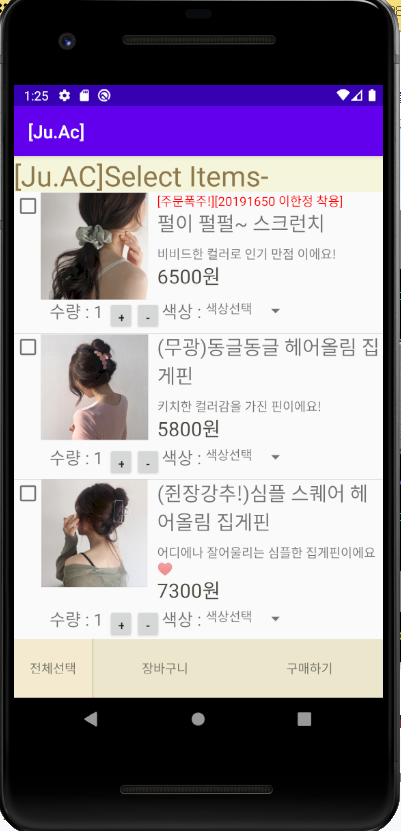 1:25
[Ju.Ac]
[Ju.AC]Select Items-
[주문폭주!][20191650 이한정 착용]
펄이 펄펄~ 스크런치
비비드한 컬러로 인기 만점 이에요!
6500원
수량 : 1 + - 색상 : 색상선택
(무광)동글동글 헤어올림 집
게핀
키치한 컬러감을 가진 핀이에요!
5800원
수량 : 1 + - 색상 : 색상선택
(쥔장강추!)심플 스퀘어 헤
어올림 집게핀
어디에나 잘어울리는 심플한 집게핀이에요
❤️
7300원
수량 : 1 + - 색상 : 색상선택
전체선택 장바구니 구매하기